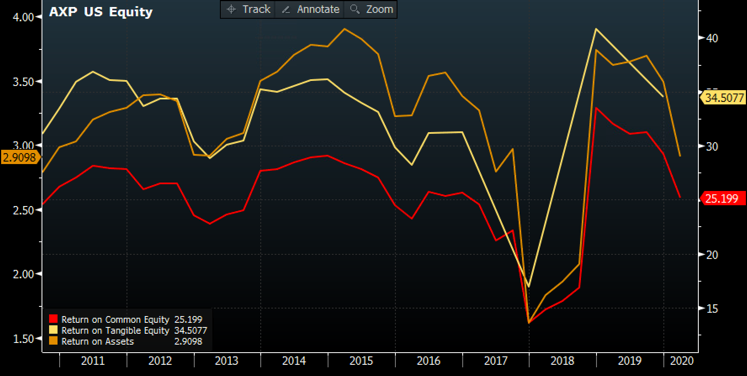 AXP US Equity
Track Annotate Zoom
4.00
3.50
3.00
2.9098
2.50
2.00
1.50
40
35
34.5077
30
25.199
20
15
Return on Common Equity 25.199
Return on Tangible Equity 34.5077
Return on Assets 2.9098
2011 2012 2013 2014 2015 2016 2017 2018 2019 2020